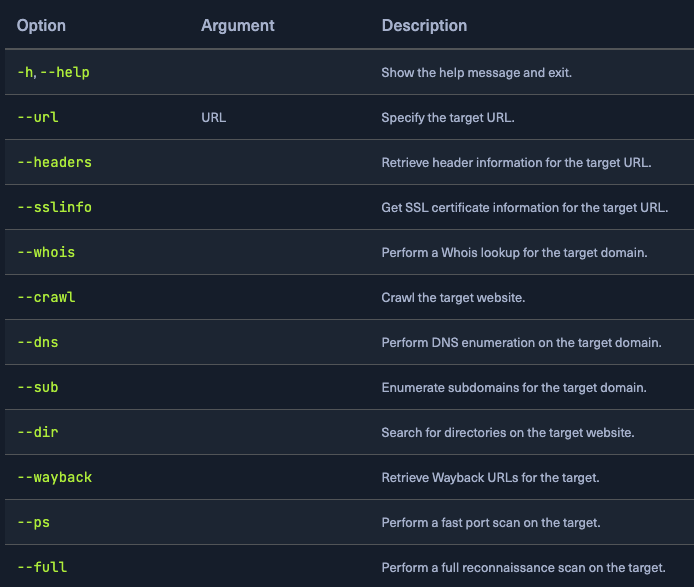 Option Argument Description
-h, --help Show the help message and exit.
--url URL Specify the target URL.
--headers Retrieve header information for the target URL.
--sslinfo Get SSL certificate information for the target URL.
--whois Perform a Whois lookup for the target domain.
--crawl Crawl the target website.
--dns Perform DNS enumeration on the target domain.
--sub Enumerate subdomains for the target domain.
--dir Search for directories on the target website.
--wayback Retrieve Wayback URLs for the target.
--ps Perform a fast port scan on the target.
--full Perform a full reconnaissance scan on the target.